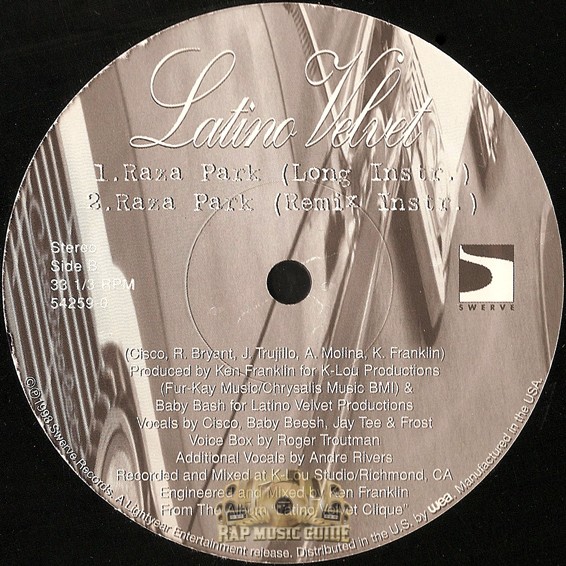 Latino Velvet
1.Raza Park (Long Instr.)
2.Raza Park (Remix Instr.)
Stereo
Side B
33 1/3 RPM
54259-0
SWERVE
(Cisco, R. Bryant, J. Trujillo, A. Molina, K. Franklin)
Produced by Ken Franklin for K-Lou Productions
(Fur-Kay Music/Chrysalis Music BMI) &
Baby Bash for Latino Velvet Productions
Vocals by Cisco, Baby Beesh, Jay Tee & Frost
Voice Box by Roger Troutman
Additional Vocals by Andre Rivers
Recorded and Mixed at K-Lou Studio/Richmond, CA
Engineered and Mixed by Ken Franklin
From The Album "Latino Velvet Clique"
©℗1998 Swerve Records. A Lightyear Entertainment release. Distributed in the U.S. by wea. Manufactured in the USA
RAP MUSIC GUIDE